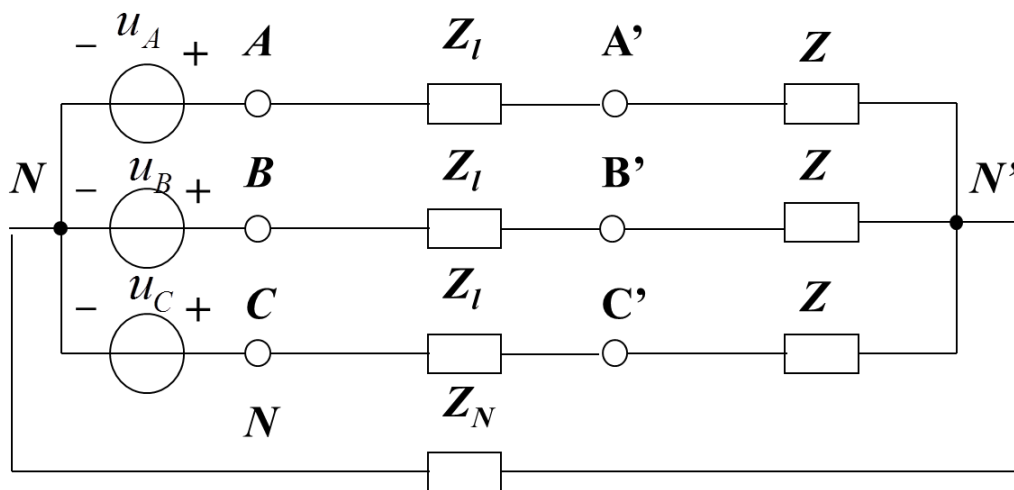 − u_A + A Z_l A’ Z
N − u_B + B Z_l B’ Z N’
− u_C + C Z_l C’ Z
N Z_N